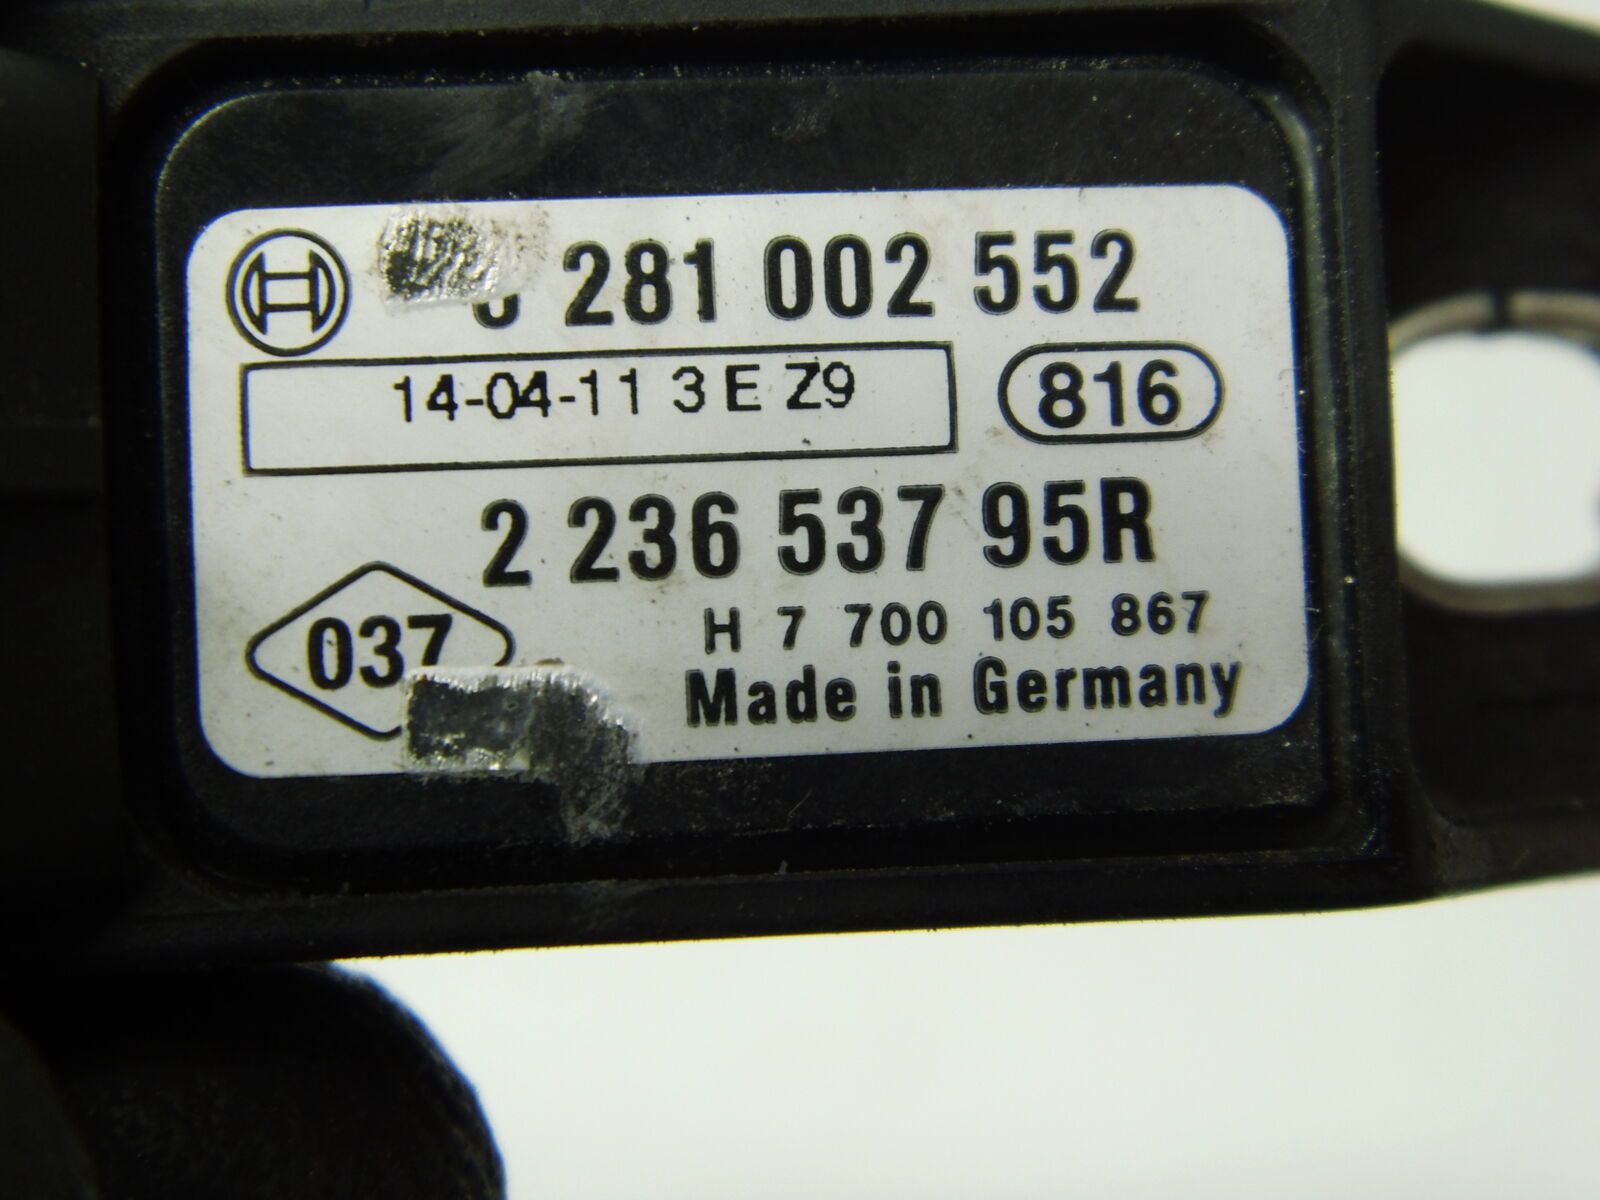 0 281 002 552
14-04-11 3 E Z9
816
2 236 537 95R
037
H 7 700 105 867
Made in Germany